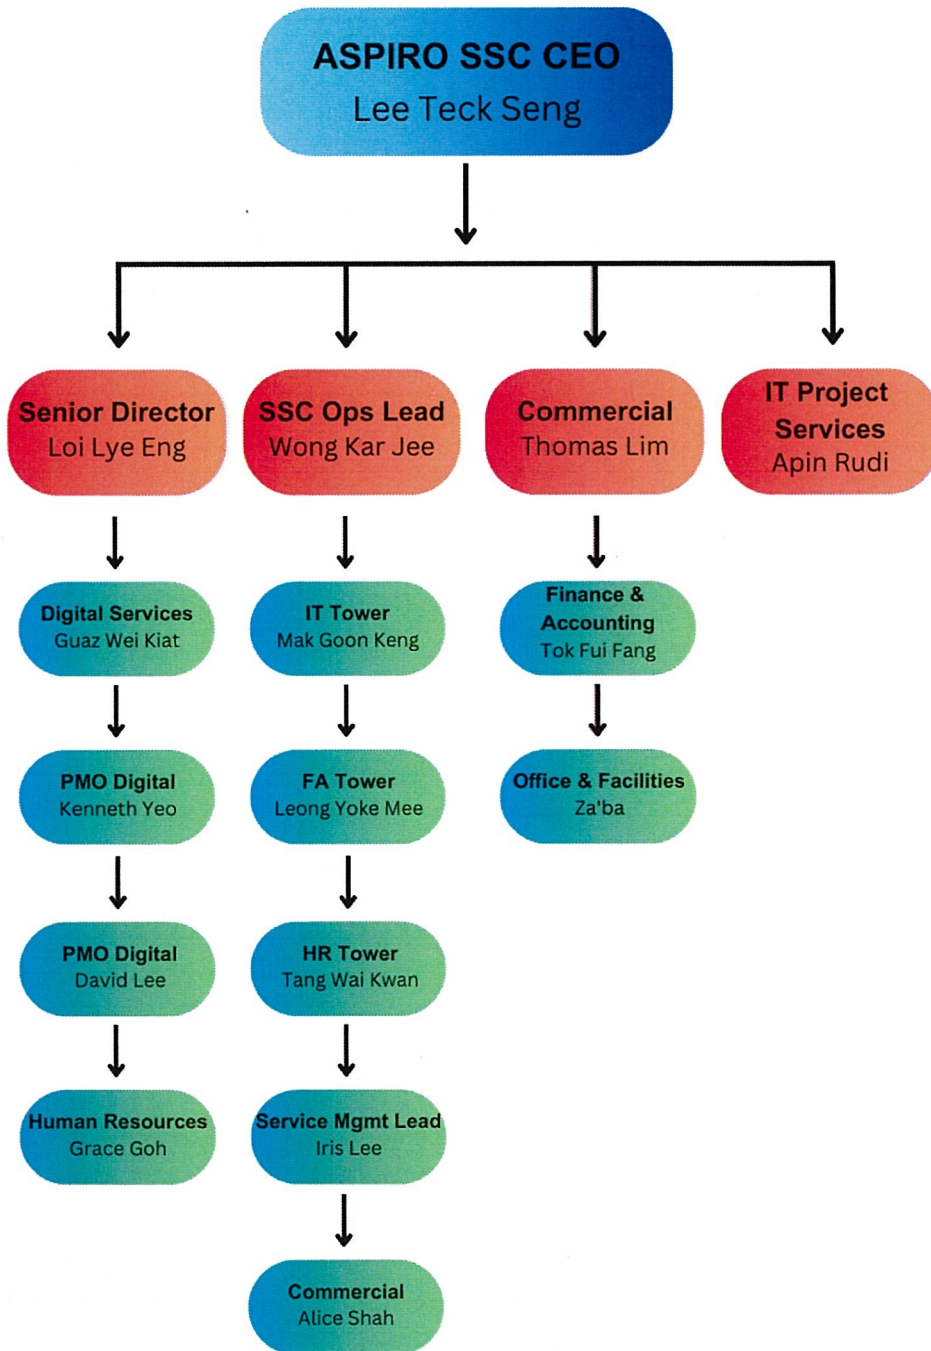 ASPIRO SSC CEO
Lee Teck Seng
Senior Director
Loi Lye Eng
SSC Ops Lead
Wong Kar Jee
Commercial
Thomas Lim
IT Project
Services
Apin Rudi
Digital Services
Guaz Wei Kiat
IT Tower
Mak Goon Keng
Finance &
Accounting
Tok Fui Fang
PMO Digital
Kenneth Yeo
FA Tower
Leong Yoke Mee
Office & Facilities
Za'ba
PMO Digital
David Lee
HR Tower
Tang Wai Kwan
Human Resources
Grace Goh
Service Mgmt Lead
Iris Lee
Commercial
Alice Shah